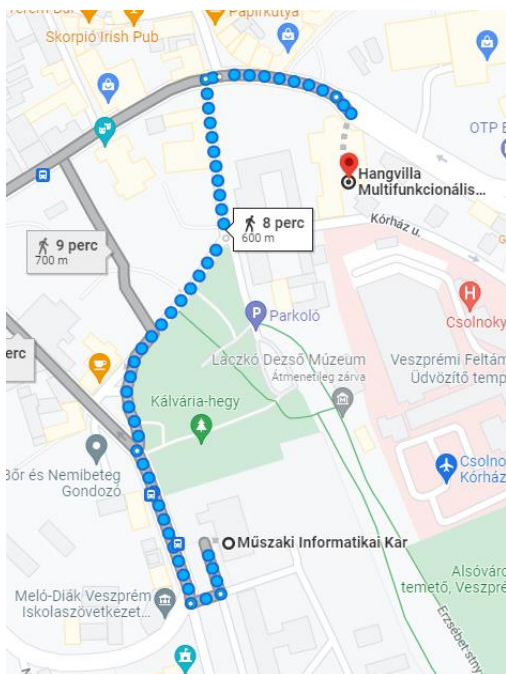 Skorpió Irish Pub
Papírkutya
OTP B
Hangvilla
Multifunkcionális...
Kórház u.
8 perc
600 m
9 perc
700 m
H
Csolnoky
P Parkoló
Laczkó Dezső Múzeum
Átmenetileg zárva
Veszprémi Feltám
Üdvözítő temp
erc
Kálvária-hegy
Bőr és Nemibeteg
Gondozó
Csolno
Kórház
Műszaki Informatikai Kar
Alsóváro
temető, Veszpré
Meló-Diák Veszprém
Iskolaszövetkezet...
Erzsébet stny